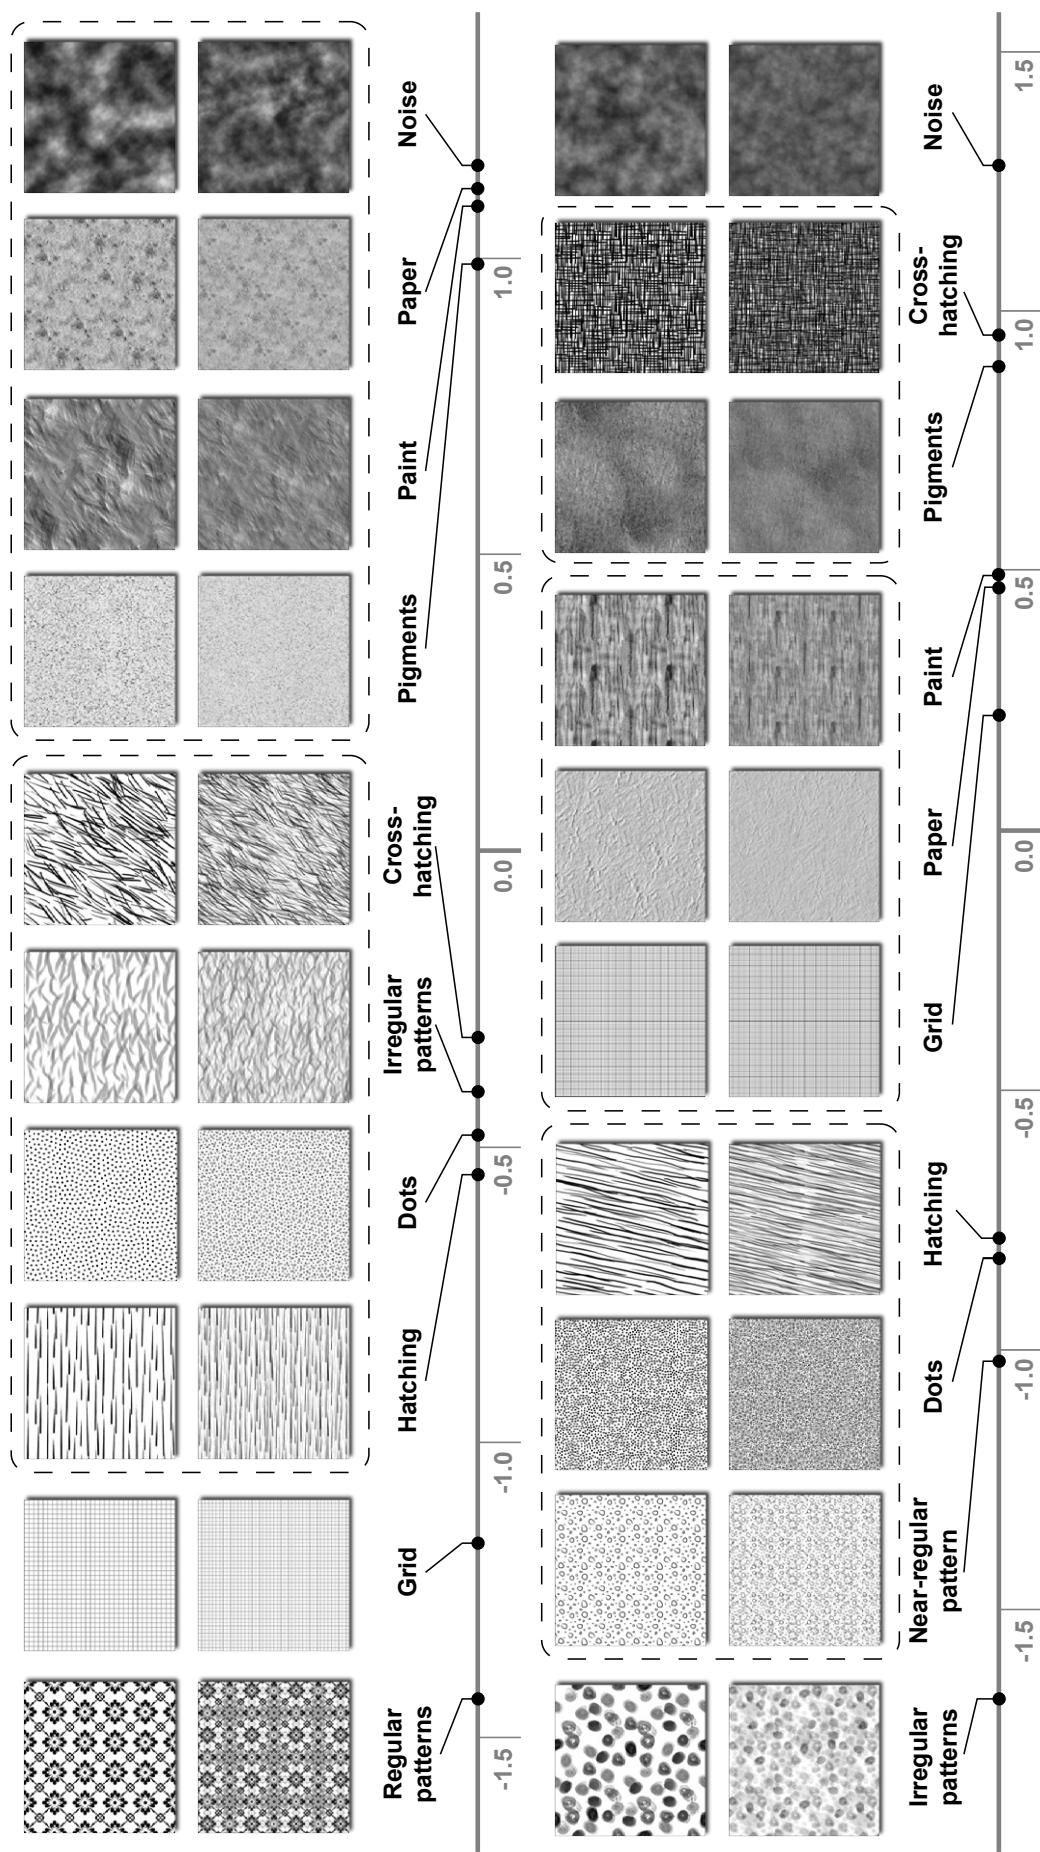 Regular
patterns
Grid
Hatching
Dots
Irregular
patterns
Cross-
hatching
Pigments
Paint
Paper
Noise
-1.5
-1.0
-0.5
0.0
0.5
1.0
Irregular
patterns
Near-regular
pattern
Dots
Hatching
Grid
Paper
Paint
Pigments
Cross-
hatching
Noise
-1.5
-1.0
-0.5
0.0
0.5
1.0
1.5